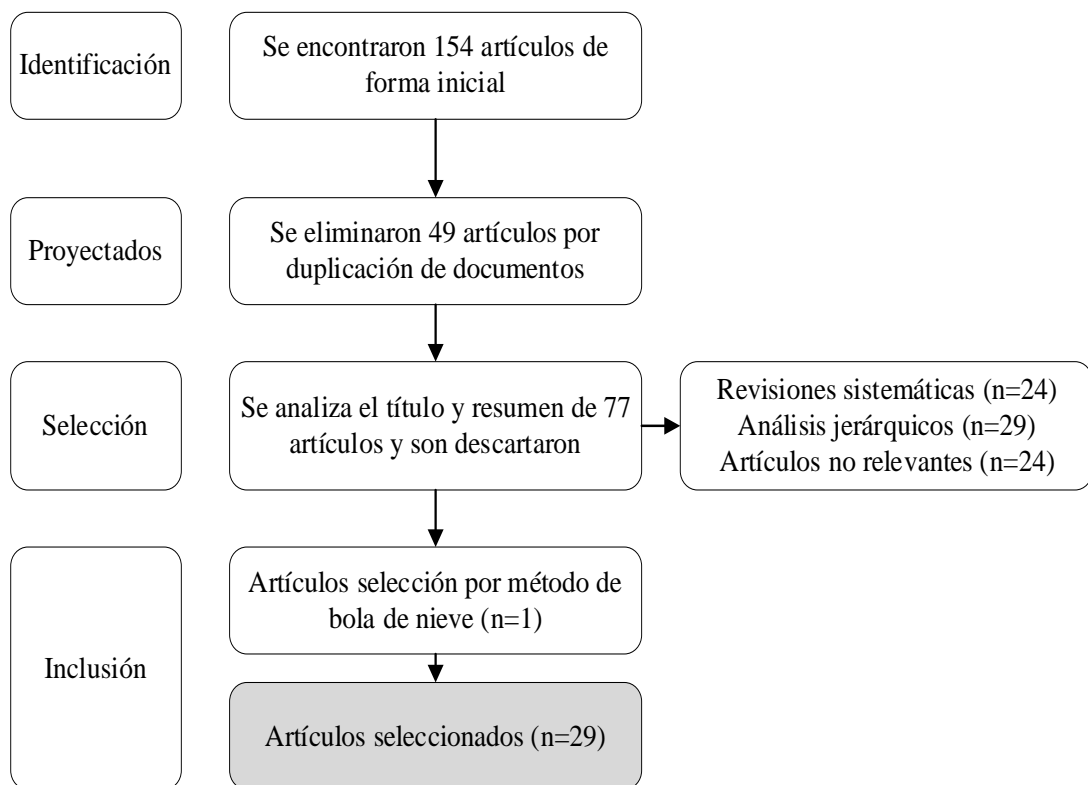 Identificación
Se encontraron 154 artículos de
forma inicial
Proyectados
Se eliminaron 49 artículos por
duplicación de documentos
Selección
Se analiza el título y resumen de 77
artículos y son descartaron
Revisiones sistemáticas (n=24)
Análisis jerárquicos (n=29)
Artículos no relevantes (n=24)
Inclusión
Artículos selección por método de
bola de nieve (n=1)
Artículos seleccionados (n=29)